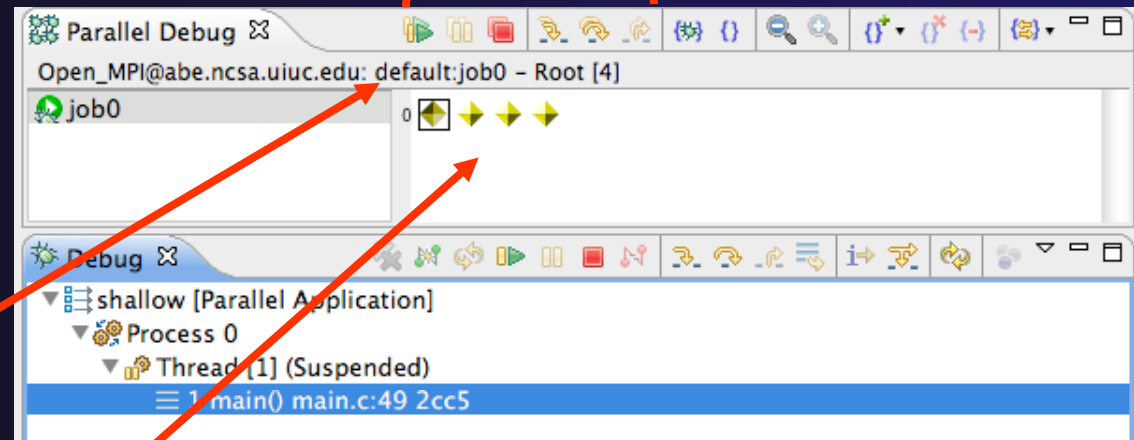 Parallel Debug
Open_MPI@abe.ncsa.uiuc.edu: default:job0 – Root [4]
job0
0
Debug
shallow [Parallel Application]
Process 0
Thread [1] (Suspended)
1 main() main.c:49 2cc5